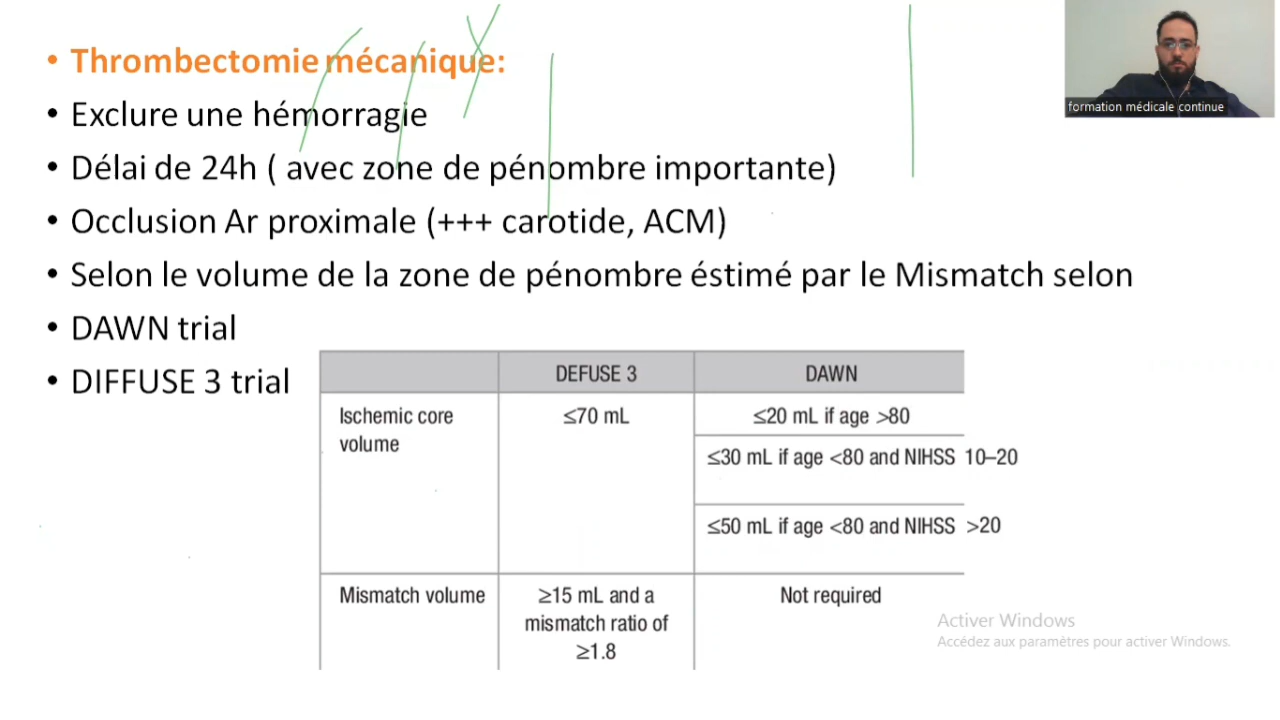 • Thrombectomie mécanique:
• Exclure une hémorragie
• Délai de 24h ( avec zone de pénombre importante)
• Occlusion Ar proximale (+++ carotide, ACM)
• Selon le volume de la zone de pénombre éstimé par le Mismatch selon
• DAWN trial
• DIFFUSE 3 trial
DEFUSE 3 DAWN
Ischemic core volume ≤70 mL ≤20 mL if age >80
≤30 mL if age <80 and NIHSS 10–20
≤50 mL if age <80 and NIHSS >20
Mismatch volume ≥15 mL and a mismatch ratio of ≥1.8 Not required
formation médicale continue
Activer Windows
Accédez aux paramètres pour activer Windows.